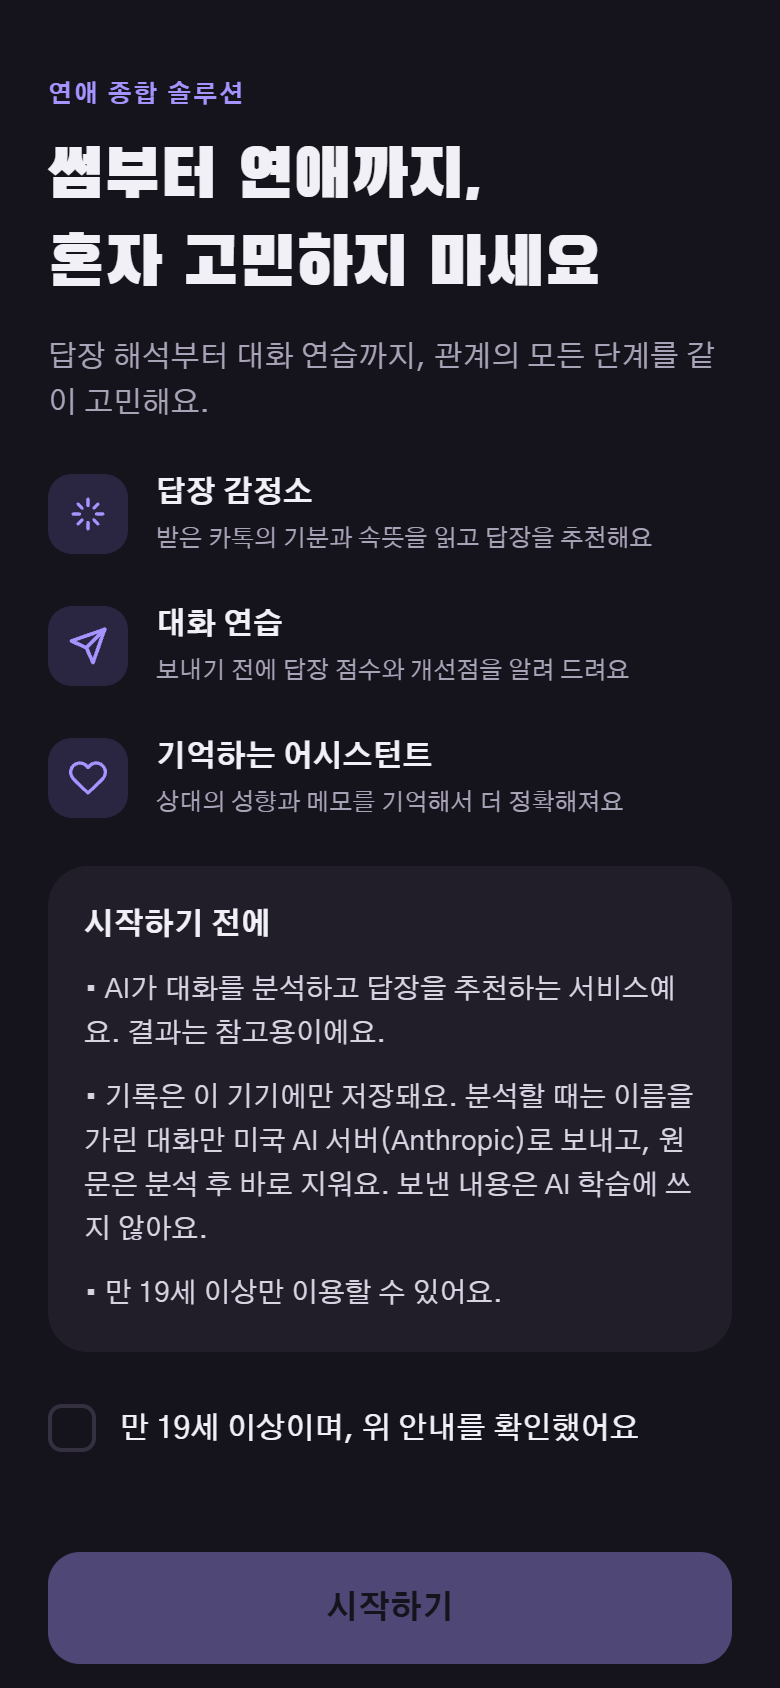 연애 종합 솔루션
썸부터 연애까지,
혼자 고민하지 마세요
답장 해석부터 대화 연습까지, 관계의 모든 단계를 같
이 고민해요.
답장 감정소
받은 카톡의 기분과 속뜻을 읽고 답장을 추천해요
대화 연습
보내기 전에 답장 점수와 개선점을 알려 드려요
기억하는 어시스턴트
상대의 성향과 메모를 기억해서 더 정확해져요
시작하기 전에
▪ AI가 대화를 분석하고 답장을 추천하는 서비스예
요. 결과는 참고용이에요.
▪ 기록은 이 기기에만 저장돼요. 분석할 때는 이름을
가린 대화만 미국 AI 서버(Anthropic)로 보내고, 원
문은 분석 후 바로 지워요. 보낸 내용은 AI 학습에 쓰
지 않아요.
▪ 만 19세 이상만 이용할 수 있어요.
만 19세 이상이며, 위 안내를 확인했어요
시작하기